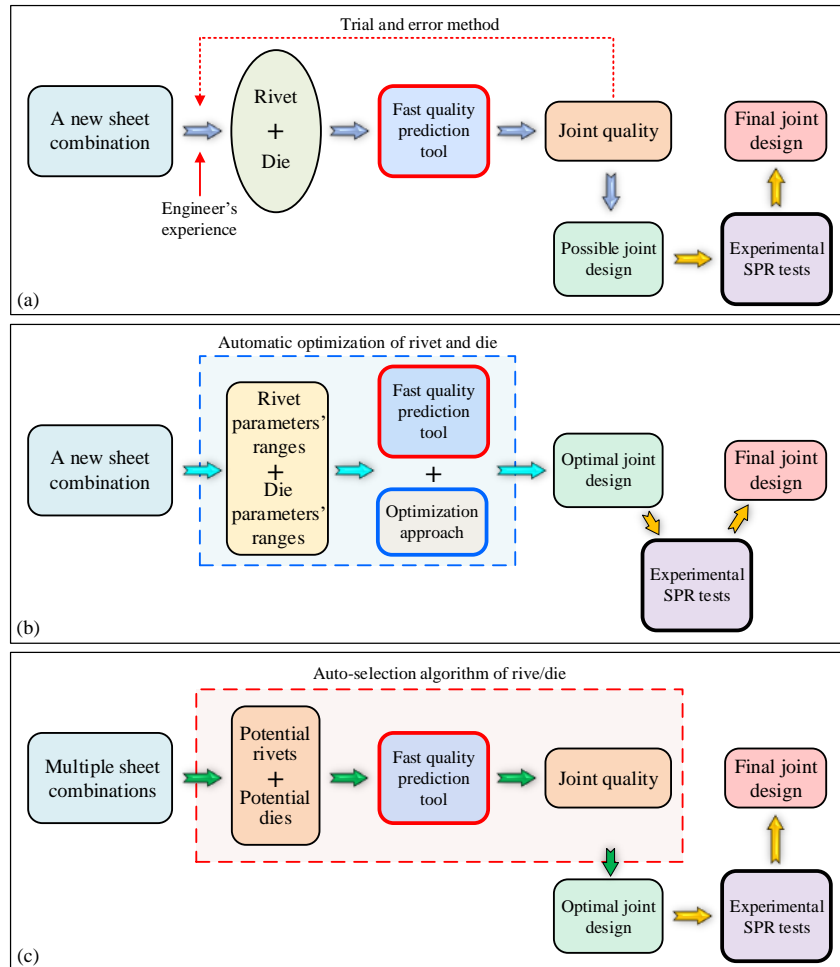 Trial and error method
A new sheet
combination
Rivet
+
Die
Fast quality
prediction
tool
Joint quality
Final joint
design
Engineer's
experience
Possible joint
design
Experimental
SPR tests
(a)
Automatic optimization of rivet and die
A new sheet
combination
Rivet
parameters'
ranges
+
Die
parameters'
ranges
Fast quality
prediction
tool
+
Optimization
approach
Optimal joint
design
Final joint
design
Experimental
SPR tests
(b)
Auto-selection algorithm of rive/die
Multiple sheet
combinations
Potential
rivets
+
Potential
dies
Fast quality
prediction
tool
Joint quality
Final joint
design
Optimal joint
design
Experimental
SPR tests
(c)